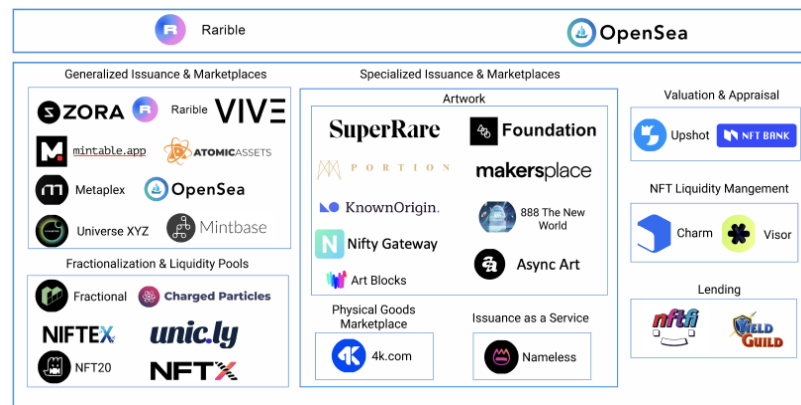 Rarible
OpenSea
Generalized Issuance & Marketplaces
ZORA
Rarible
VIVE
mintable.app
ATOMICASSETS
Metaplex
OpenSea
Universe XYZ
Mintbase
Fractionalization & Liquidity Pools
Fractional
Charged Particles
NIFTEX
unic.ly
NFT20
NFTX
Specialized Issuance & Marketplaces
Artwork
SuperRare
Foundation
PORTION
makersplace
KnownOrigin.
888 The New
World
Nifty Gateway
Art Blocks
Async Art
Physical Goods
Marketplace
4K
4k.com
Issuance as a Service
Nameless
Valuation & Appraisal
Upshot
NFT BANK
NFT Liquidity Mangement
Charm
Visor
Lending
nftfi
YIELD
GUILD